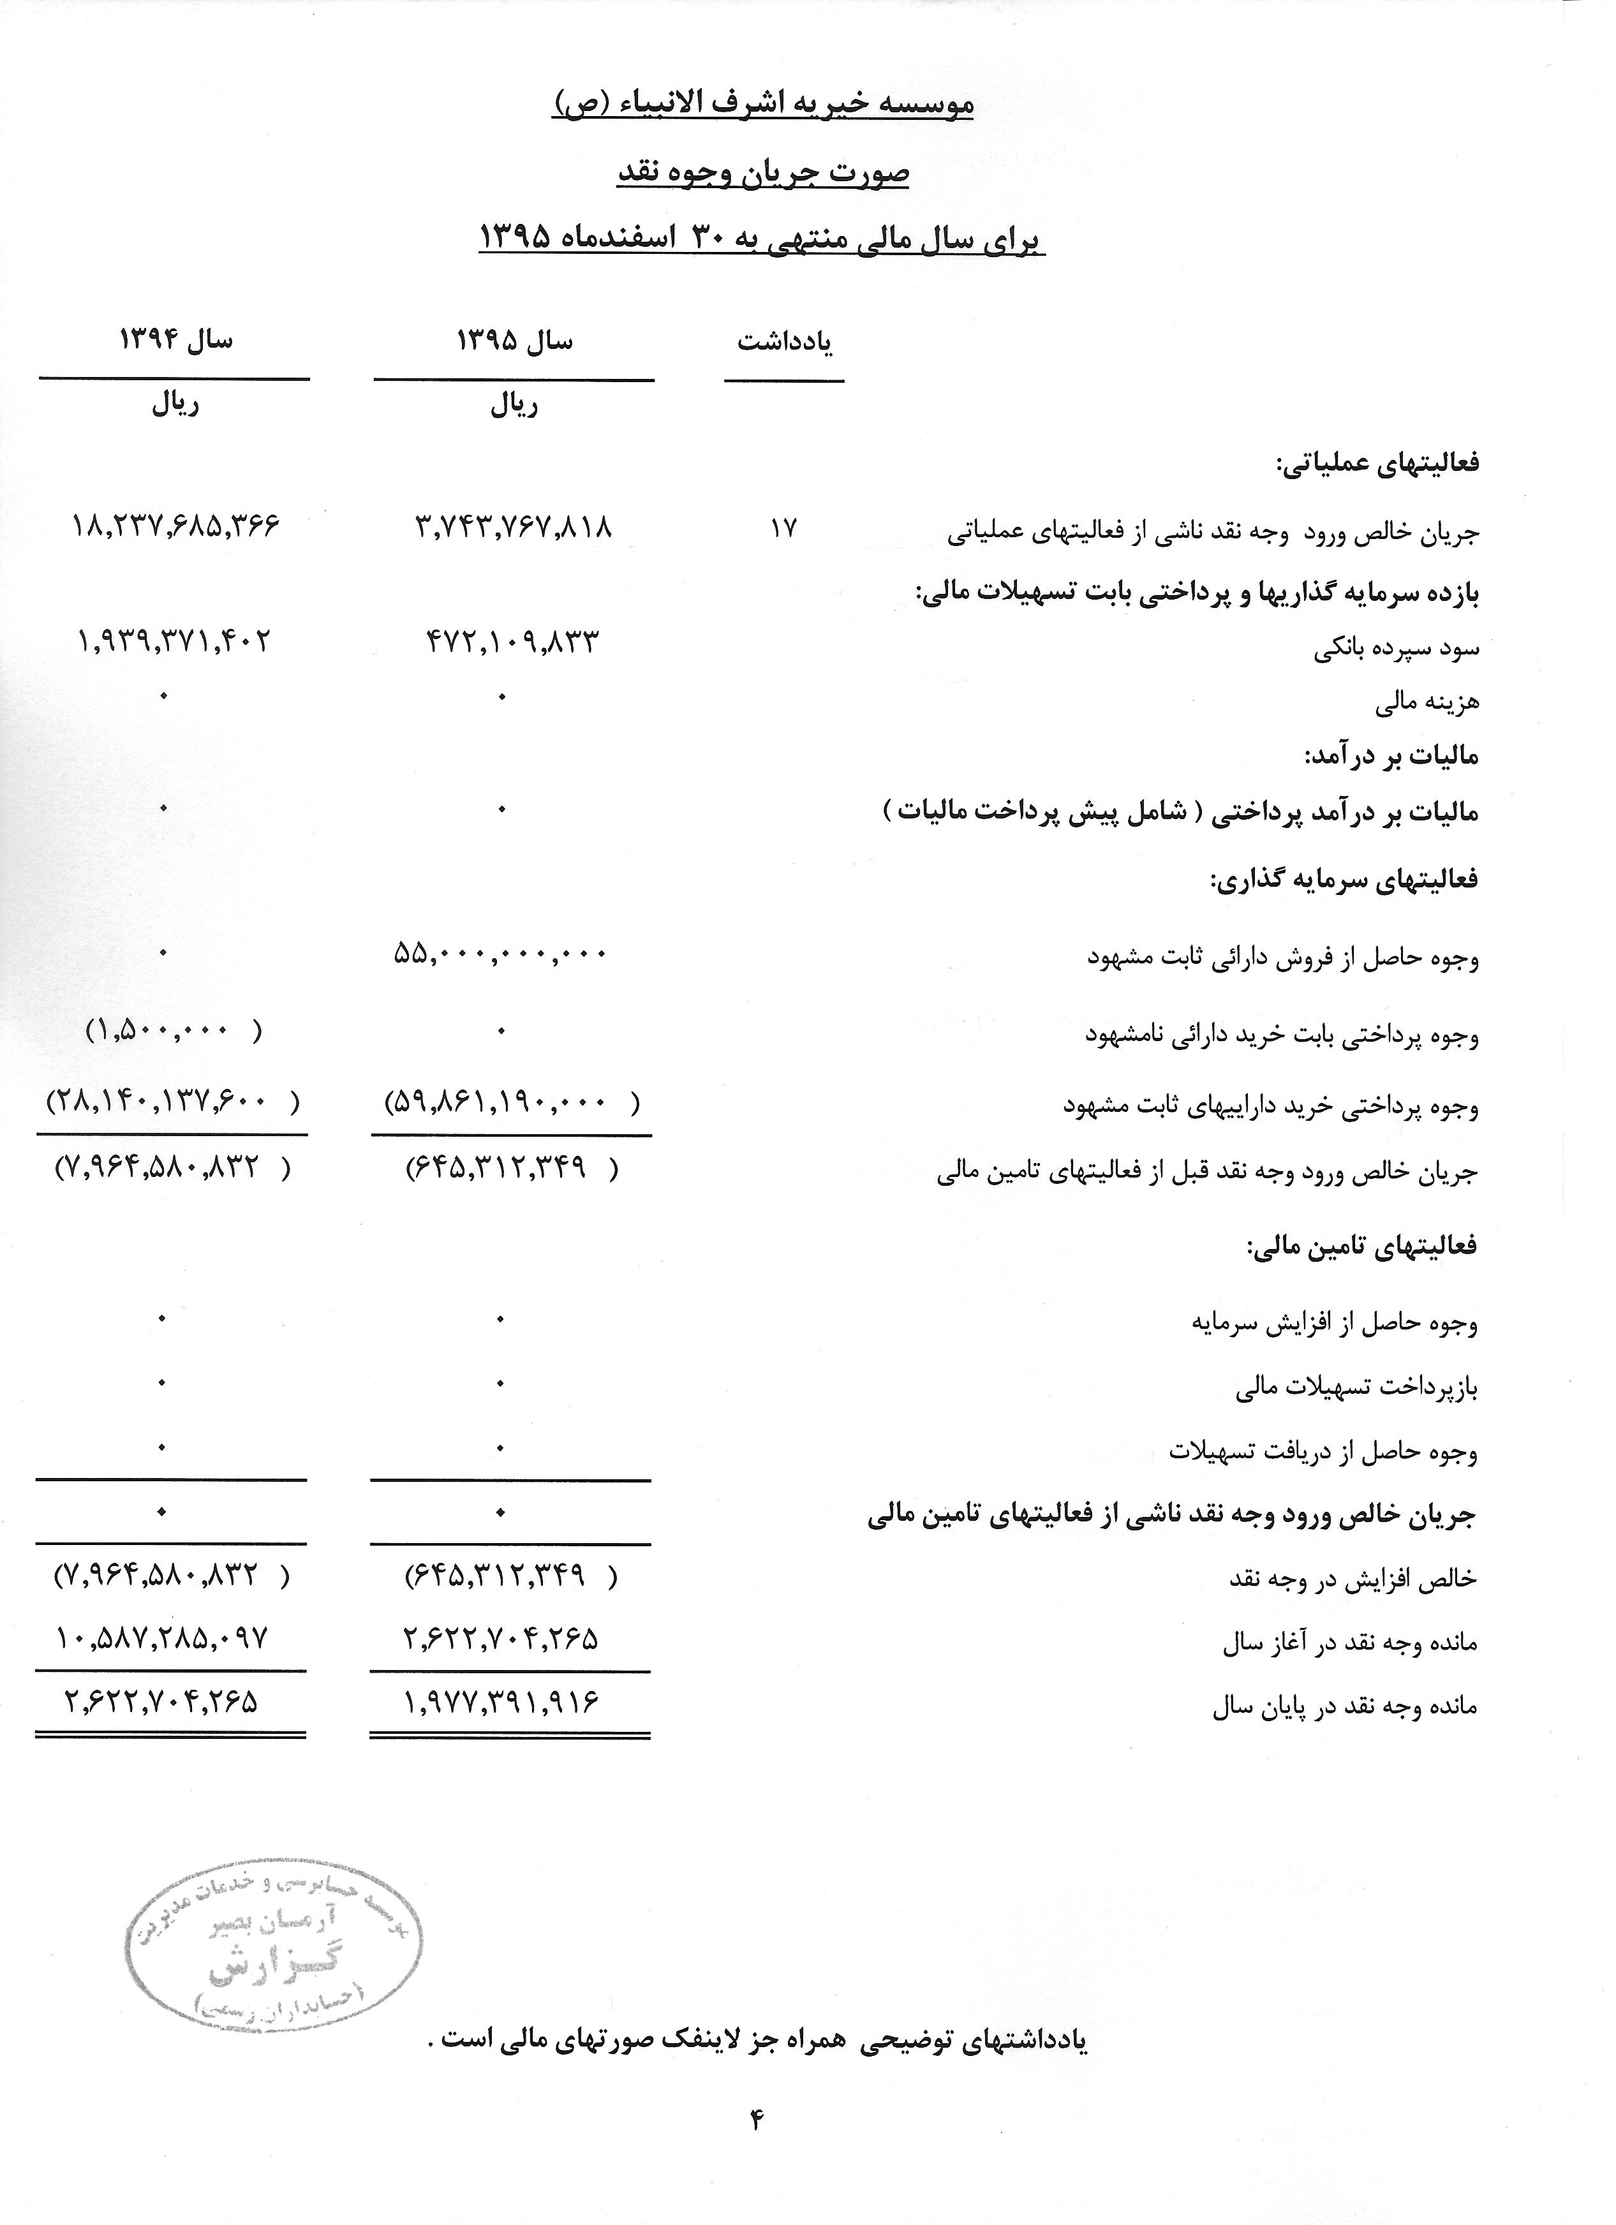 موسسه خیریه اشرف الانبیاء (ص)
صورت جریان وجوه نقد
برای سال مالی منتهی به ۳۰ اسفندماه ۱۳۹۵
یادداشت سال ۱۳۹۵ سال ۱۳۹۴
ریال ریال
فعالیتهای عملیاتی:
جریان خالص ورود وجه نقد ناشی از فعالیتهای عملیاتی ۱۷ ۳,۷۴۳,۷۶۷,۸۱۸ ۱۸,۲۳۷,۶۸۵,۳۶۶
بازده سرمایه گذاریها و پرداختی بابت تسهیلات مالی:
سود سپرده بانکی ۴۷۲,۱۰۹,۸۳۳ ۱,۹۳۹,۳۷۱,۴۰۲
هزینه مالی ۰ ۰
مالیات بر درآمد:
مالیات بر درآمد پرداختی ( شامل پیش پرداخت مالیات ) ۰ ۰
فعالیتهای سرمایه گذاری:
وجوه حاصل از فروش دارائی ثابت مشهود ۵۵,۰۰۰,۰۰۰,۰۰۰ ۰
وجوه پرداختی بابت خرید دارائی نامشهود ۰ (۱,۵۰۰,۰۰۰ )
وجوه پرداختی خرید داراییهای ثابت مشهود (۵۹,۸۶۱,۱۹۰,۰۰۰ ) (۲۸,۱۴۰,۱۳۷,۶۰۰ )
جریان خالص ورود وجه نقد قبل از فعالیتهای تامین مالی (۶۴۵,۳۱۲,۳۴۹ ) (۷,۹۶۴,۵۸۰,۸۳۲ )
فعالیتهای تامین مالی:
وجوه حاصل از افزایش سرمایه ۰ ۰
بازپرداخت تسهیلات مالی ۰ ۰
وجوه حاصل از دریافت تسهیلات ۰ ۰
جریان خالص ورود وجه نقد ناشی از فعالیتهای تامین مالی ۰ ۰
خالص افزایش در وجه نقد (۶۴۵,۳۱۲,۳۴۹ ) (۷,۹۶۴,۵۸۰,۸۳۲ )
مانده وجه نقد در آغاز سال ۲,۶۲۲,۷۰۴,۲۶۵ ۱۰,۵۸۷,۲۸۵,۰۹۷
مانده وجه نقد در پایان سال ۱,۹۷۷,۳۹۱,۹۱۶ ۲,۶۲۲,۷۰۴,۲۶۵
موسسه حسابرسی و خدمات مدیریت
آرمان بصیر
گزارش
(حسابداران رسمی)
یادداشتهای توضیحی همراه جز لاینفک صورتهای مالی است .
۴